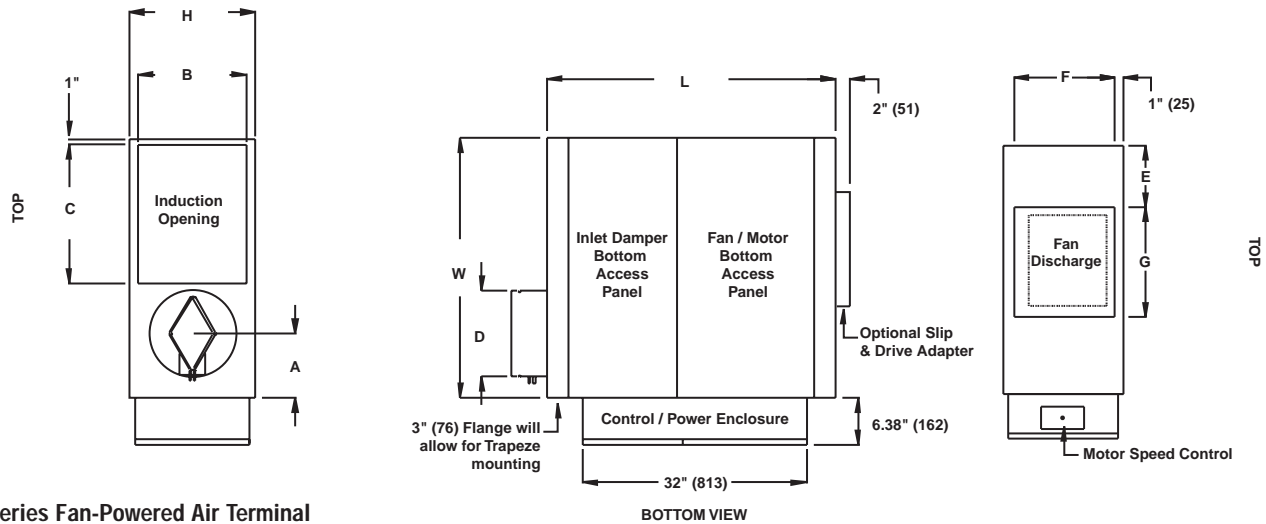 H
B
1"
C
TOP
Induction
Opening
A
L
2" (51)
W
D
Inlet Damper
Bottom
Access
Panel
Fan / Motor
Bottom
Access
Panel
Optional Slip
& Drive Adapter
3" (76) Flange will
allow for Trapeze
mounting
Control / Power Enclosure
6.38" (162)
32" (813)
BOTTOM VIEW
F
1" (25)
E
Fan
Discharge
G
TOP
Motor Speed Control
eries Fan-Powered Air Terminal